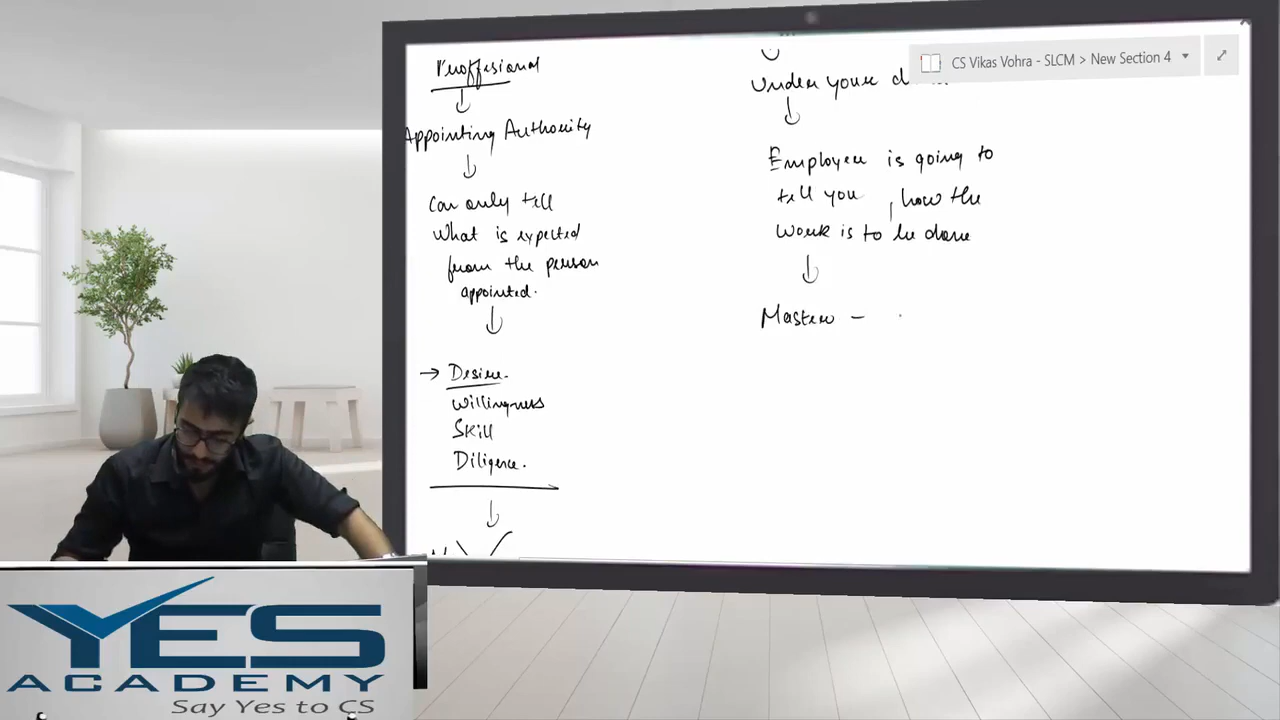 Proffesional
Appointing Authority
Can only tell
What is expected
from the person
appointed.
→ Desire.
Willingness
Skill
Diligence.
CS Vikas Vohra - SLCM > New Section 4
Under your
Employer is going to
tell you, how the
work is to be done
Master -
YES
ACADEMY
Say Yes to CS